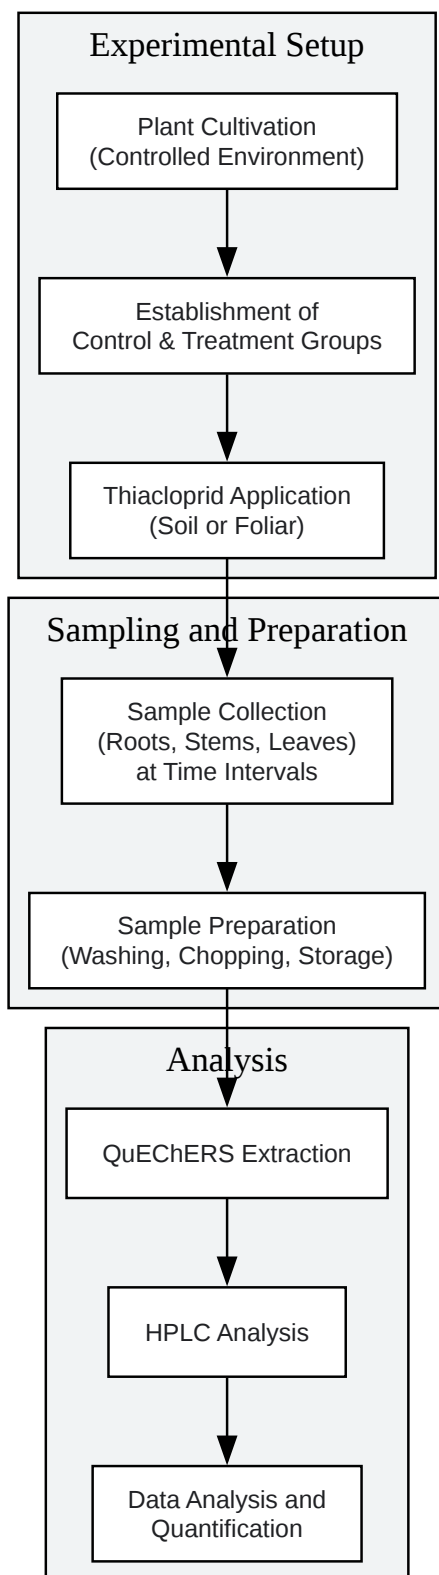 Experimental Setup
Plant Cultivation
(Controlled Environment)
Establishment of
Control & Treatment Groups
Thiacloprid Application
(Soil or Foliar)
Sampling and Preparation
Sample Collection
(Roots, Stems, Leaves)
at Time Intervals
Sample Preparation
(Washing, Chopping, Storage)
Analysis
QuEChERS Extraction
HPLC Analysis
Data Analysis and
Quantification